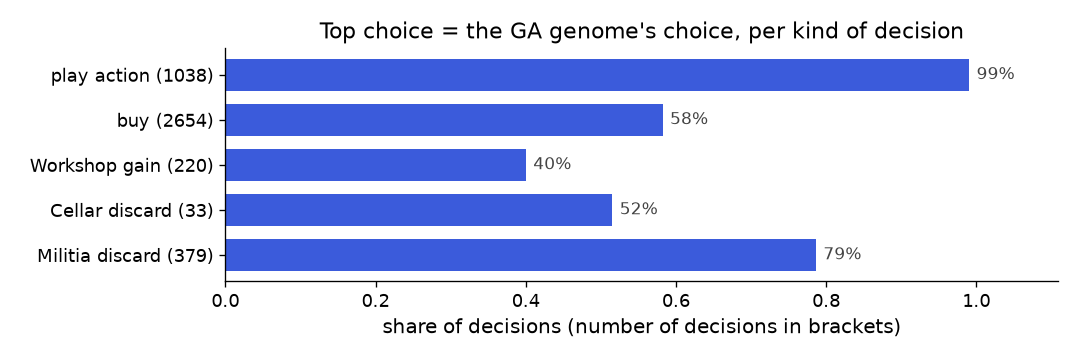 Top choice = the GA genome's choice, per kind of decision
play action (1038) 99%
buy (2654) 58%
Workshop gain (220) 40%
Cellar discard (33) 52%
Militia discard (379) 79%
0.0 0.2 0.4 0.6 0.8 1.0
share of decisions (number of decisions in brackets)